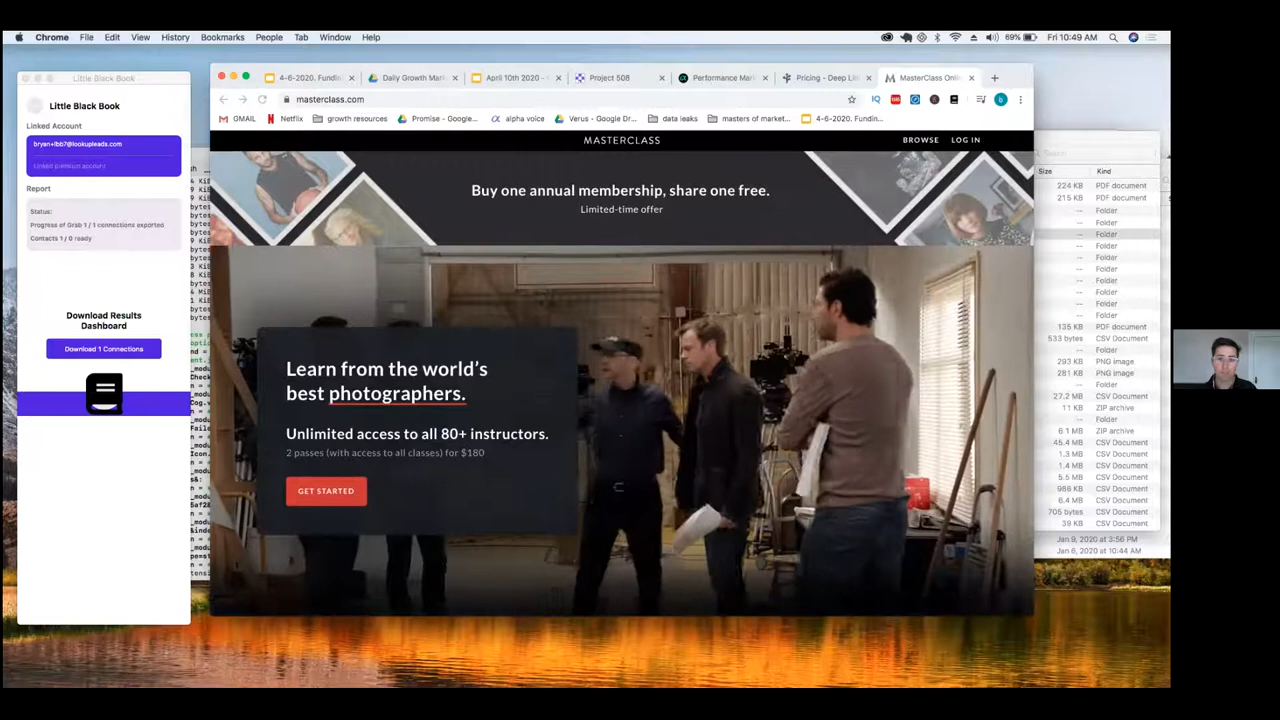 Chrome File Edit View History Bookmarks People Tab Window Help
69% Fri 10:49 AM
Little Black Book
Little Black Book
Linked Account
bryan+lbb7@lookupleads.com
Linked premium account
Report
Status:
Progress of Grab 1 / 1 connections exported
Contacts 1 / 0 ready
Download Results
Dashboard
Download 1 Connections
4-6-2020. Fundin
Daily Growth Mar
April 10th 2020 -
Project 508
Performance Mar
Pricing - Deep
MasterClass Onli
masterclass.com
GMAIL
Netflix
growth resources
Promise - Google...
alpha voice
Verus - Google Dr...
data leaks
masters of market...
4-6-2020. Fundin...
MASTERCLASS
BROWSE LOG IN
Buy one annual membership, share one free.
Limited-time offer
Learn from the world's
best photographers.
Unlimited access to all 80+ instructors.
2 passes (with access to all classes) for $180
GET STARTED
Size Kind
224 KB PDF document
215 KB PDF document
-- Folder
-- Folder
-- Folder
-- Folder
-- Folder
-- Folder
-- Folder
-- Folder
-- Folder
-- Folder
135 KB PDF document
533 bytes CSV Document
-- Folder
293 KB PNG image
281 KB PNG image
-- Folder
27.2 MB CSV Document
11 KB ZIP archive
-- Folder
6.1 MB ZIP archive
45.4 MB CSV Document
1.3 MB CSV Document
5.5 MB CSV Document
986 KB CSV Document
6.4 MB CSV Document
705 bytes CSV Document
39 KB CSV Document
Jan 9, 2020 at 3:56 PM
Jan 6, 2020 at 10:44 AM